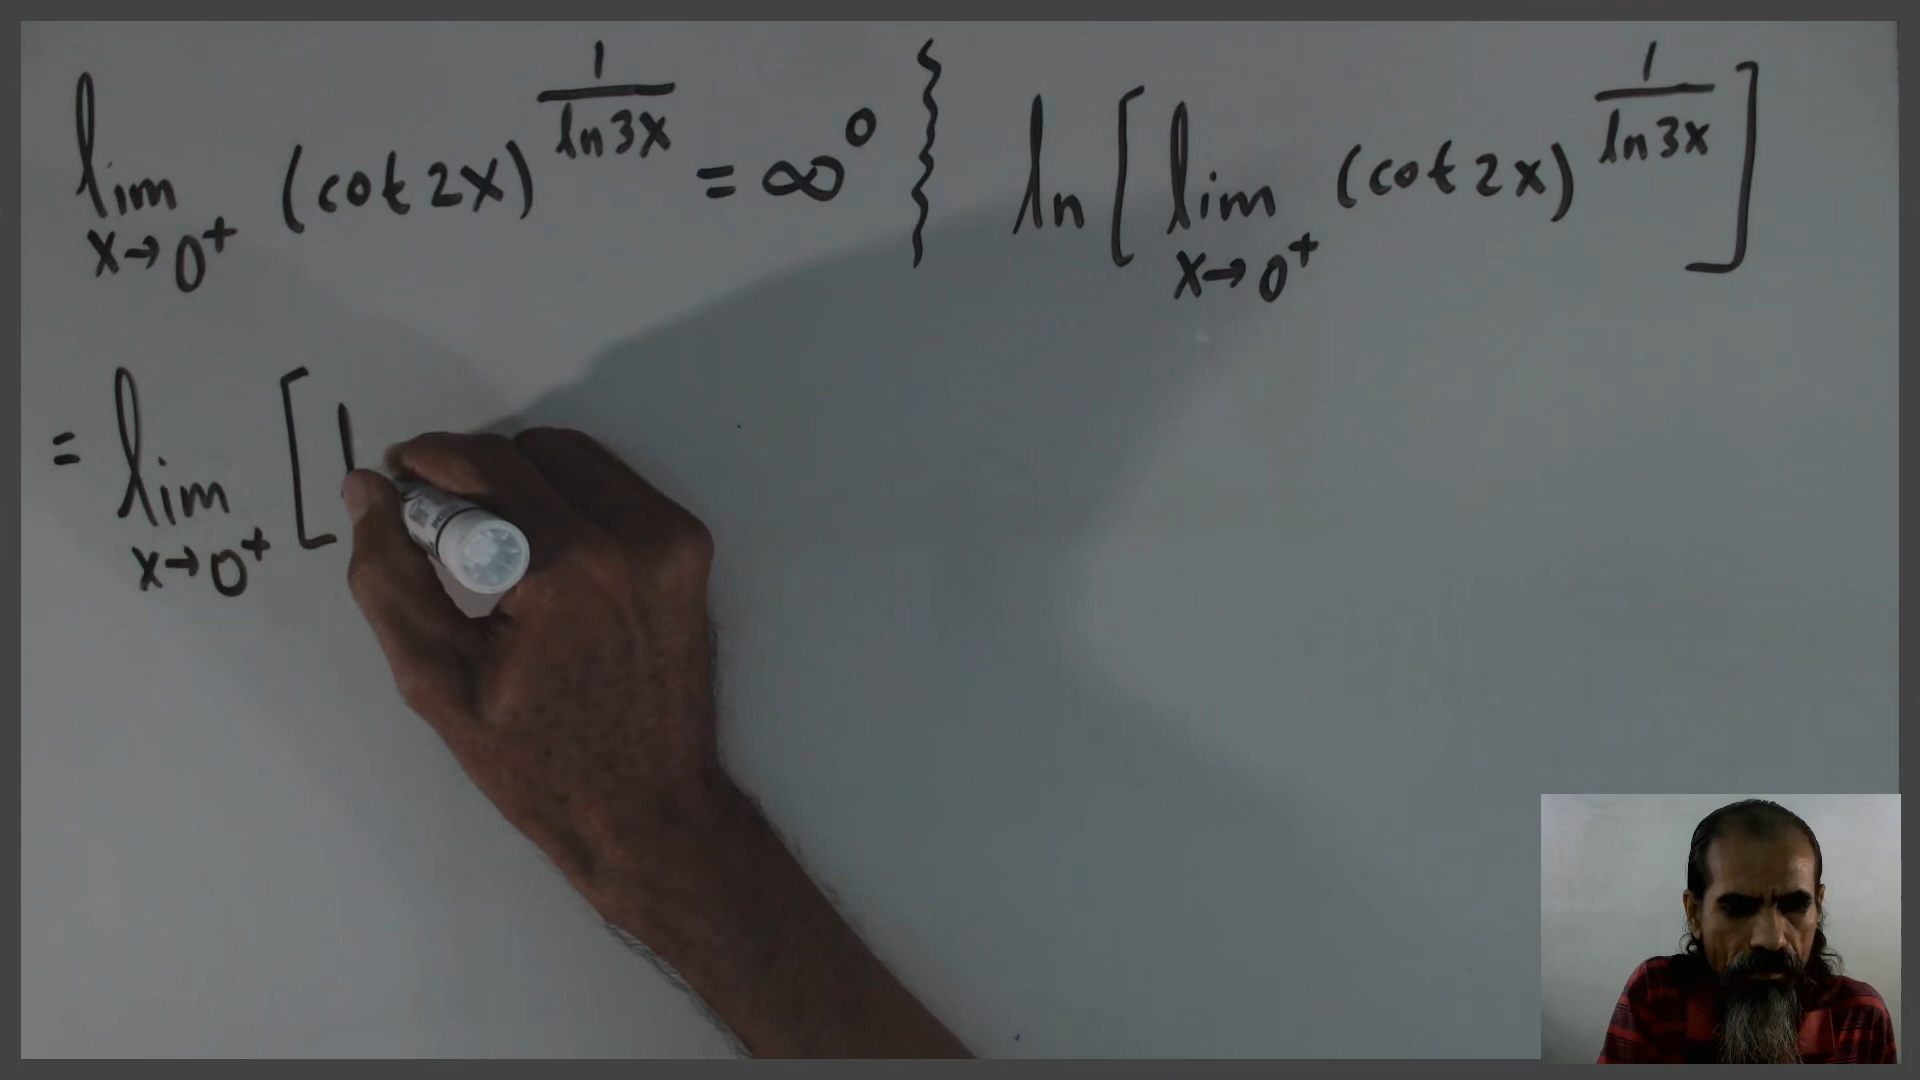 lim x→0⁺ (cot 2x)^(1/ln 3x) = ∞⁰ } ln [ lim x→0⁺ (cot 2x)^(1/ln 3x) ]
= lim x→0⁺ [ l